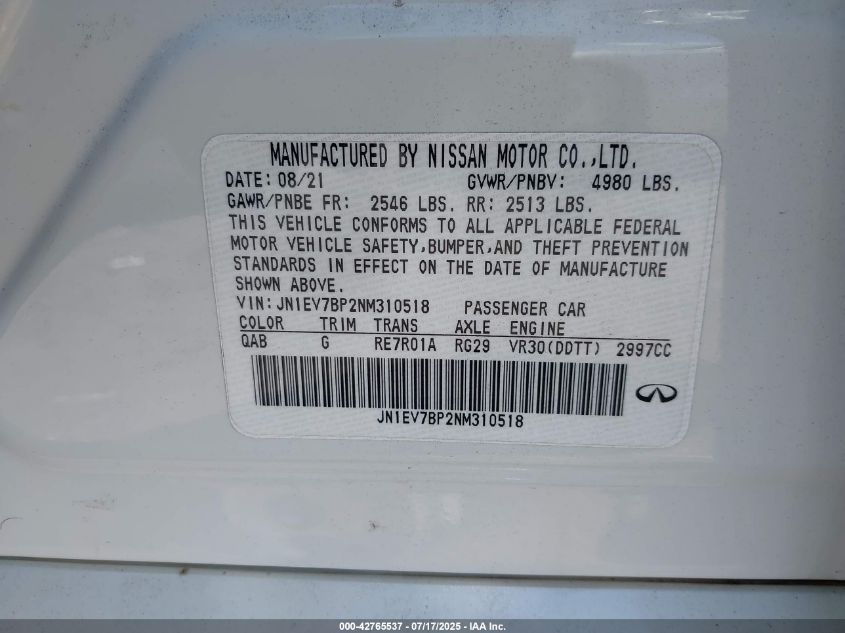 MANUFACTURED BY NISSAN MOTOR CO.,LTD.
DATE: 08/21 GVWR/PNBV: 4980 LBS.
GAWR/PNBE FR: 2546 LBS. RR: 2513 LBS.
THIS VEHICLE CONFORMS TO ALL APPLICABLE FEDERAL
MOTOR VEHICLE SAFETY,BUMPER,AND THEFT PREVENTION
STANDARDS IN EFFECT ON THE DATE OF MANUFACTURE
SHOWN ABOVE.
VIN: JN1EV7BP2NM310518 PASSENGER CAR
COLOR TRIM TRANS AXLE ENGINE
QAB G RE7R01A RG29 VR30(DDTT) 2997CC
JN1EV7BP2NM310518
000-42765537 - 07/17/2025 - IAA Inc.